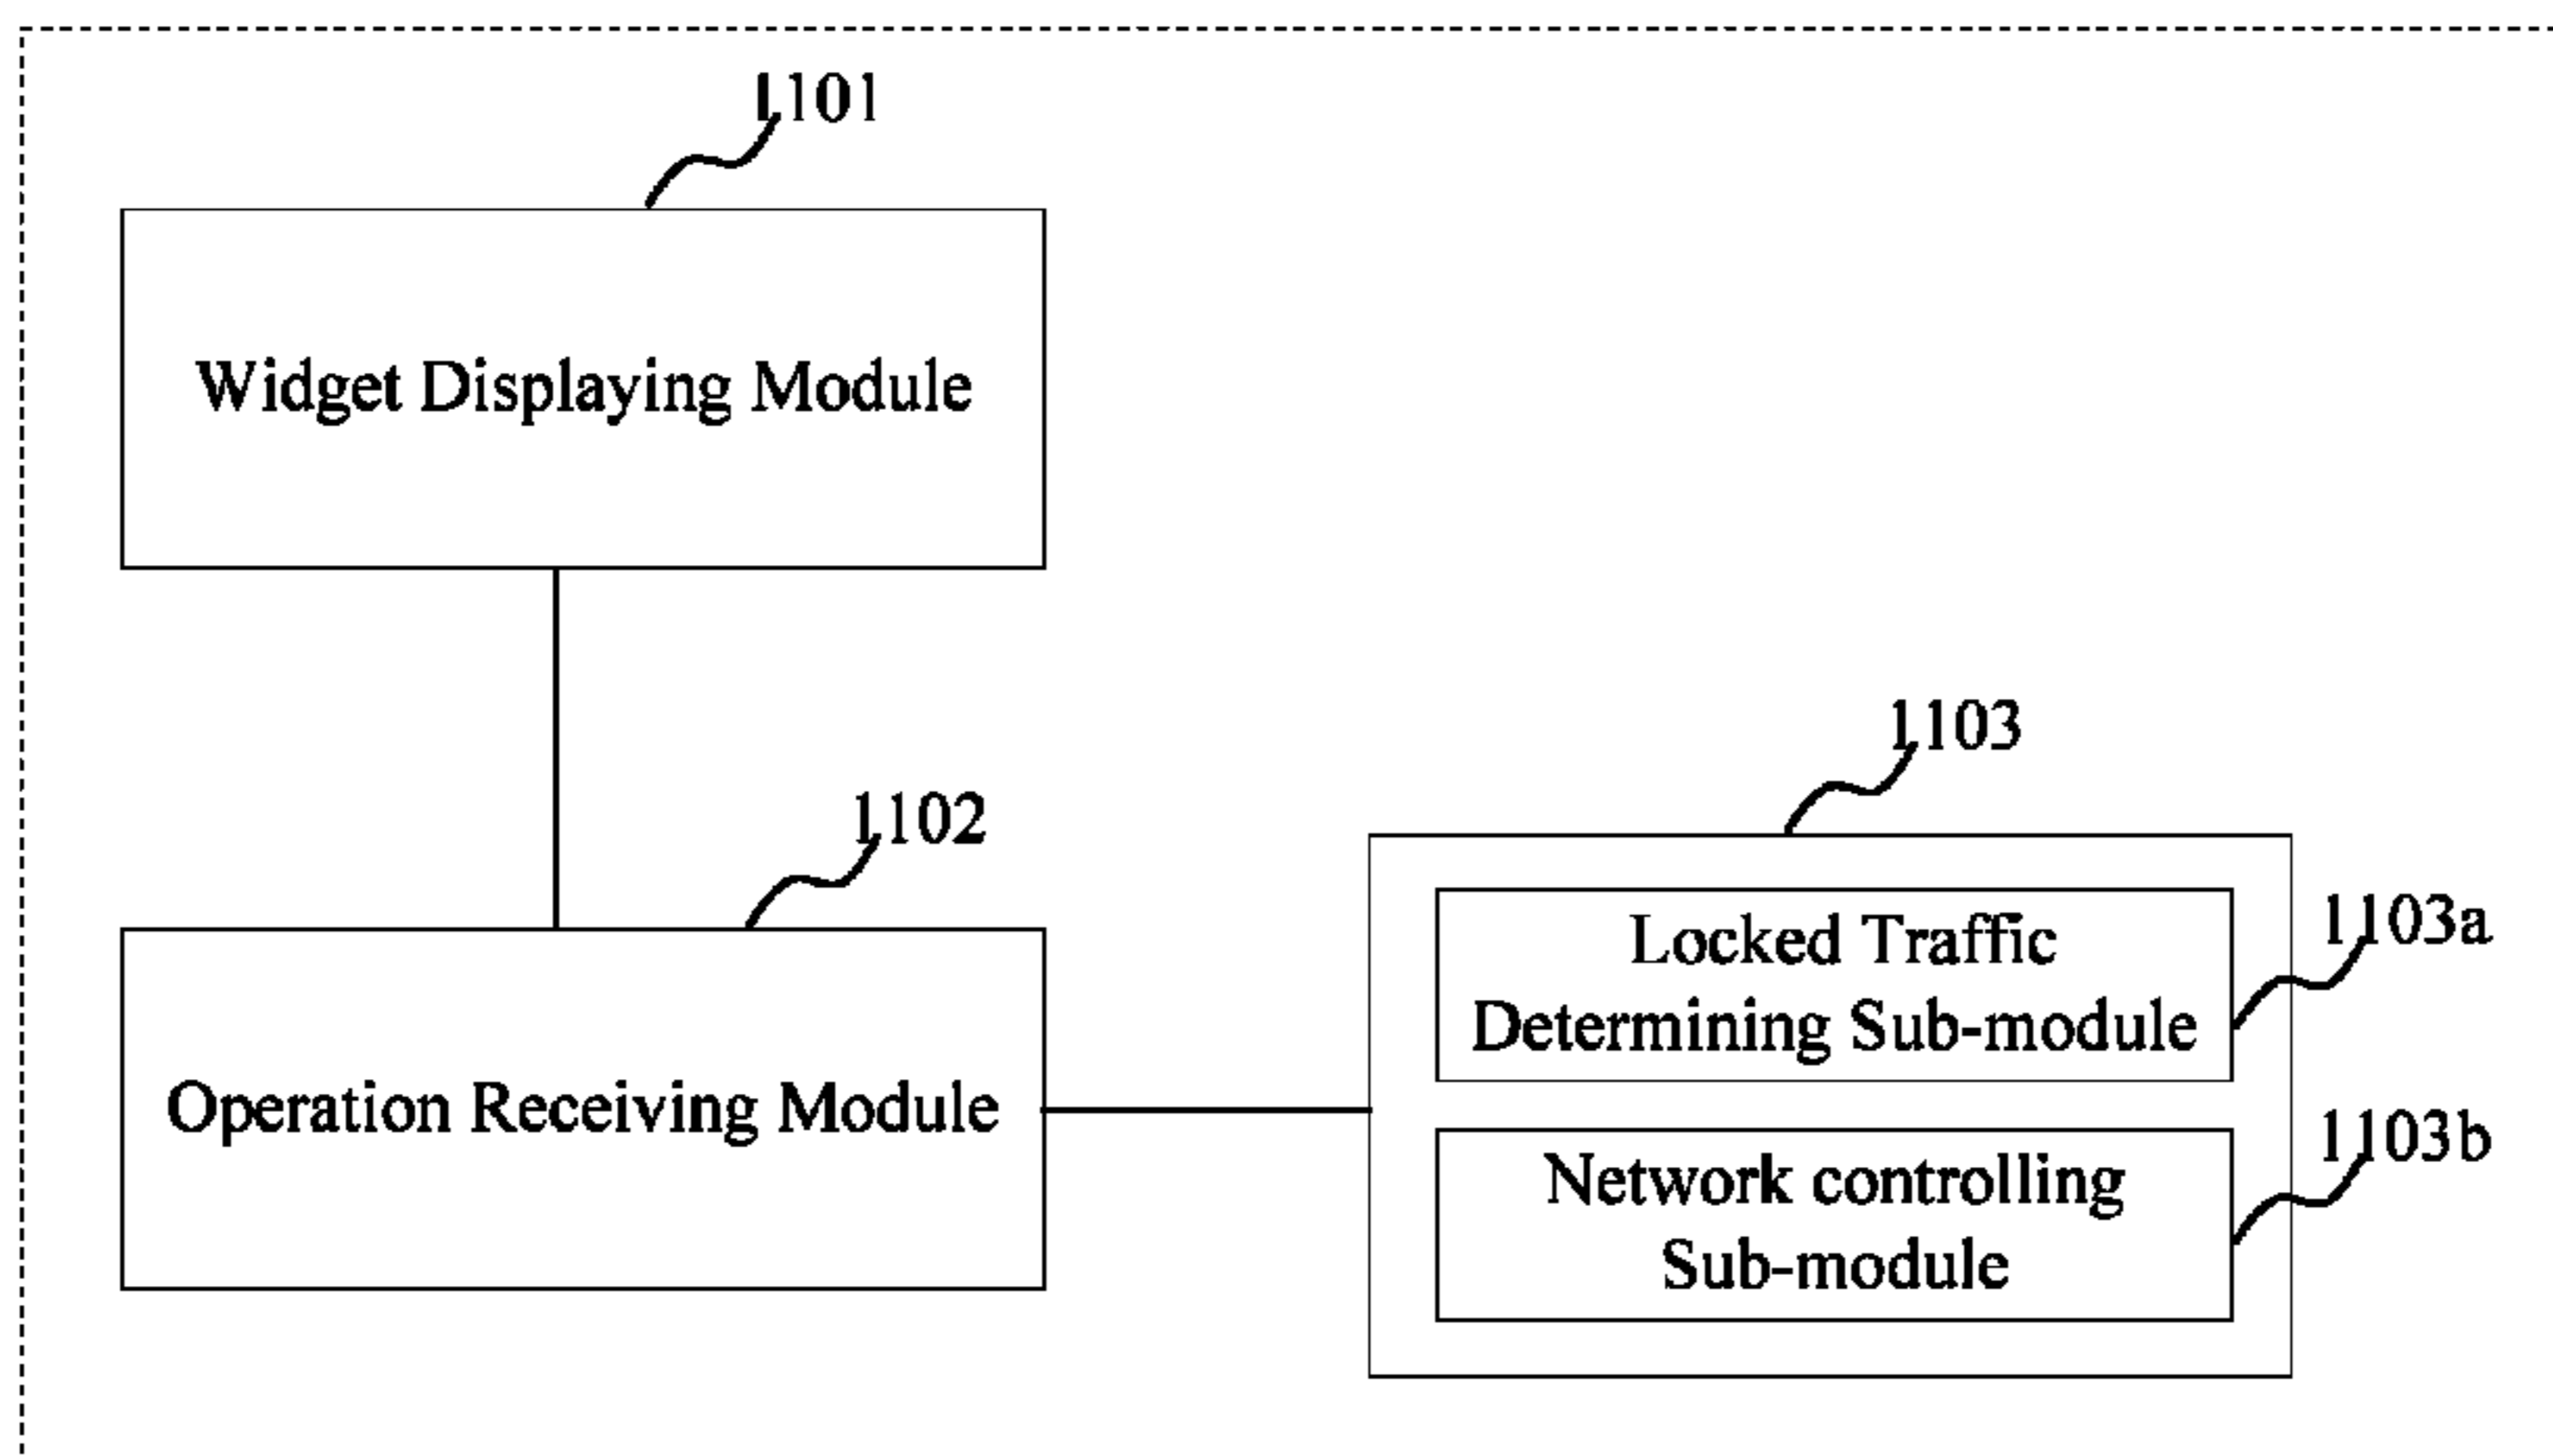 1101
Widget Displaying Module
1103
1102
1103a
Locked Traffic
Determining Sub-module
Operation Receiving Module
1103b
Network controlling
Sub-module